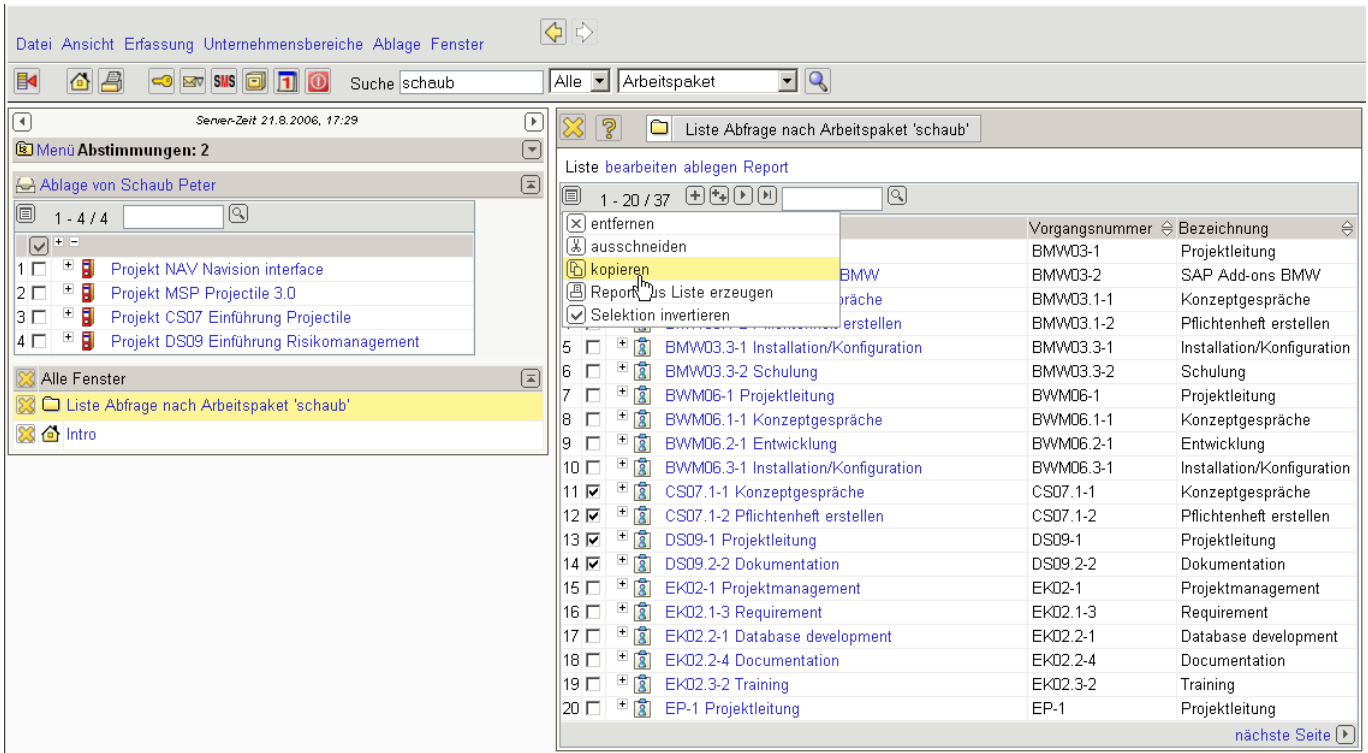 Datei Ansicht Erfassung Unternehmensbereiche Ablage Fenster
SMS 1 Suche schaub Alle Arbeitspaket
Server-Zeit 21.8.2006, 17:29
Menü Abstimmungen: 2
Ablage von Schaub Peter
1 - 4 / 4
1 Projekt NAV Navision interface
2 Projekt MSP Projectile 3.0
3 Projekt CS07 Einführung Projectile
4 Projekt DS09 Einführung Risikomanagement
Alle Fenster
Liste Abfrage nach Arbeitspaket 'schaub'
Intro
Liste Abfrage nach Arbeitspaket 'schaub'
Liste bearbeiten ablegen Report
1 - 20 / 37
entfernen
ausschneiden
kopieren
Report aus Liste erzeugen
Selektion invertieren
Vorgangsnummer Bezeichnung
BMW03-1 Projektleitung
BMW BMW03-2 SAP Add-ons BMW
BMW03.1-1 Konzeptgespräche
erstellen BMW03.1-2 Pflichtenheft erstellen
5 BMW03.3-1 Installation/Konfiguration BMW03.3-1 Installation/Konfiguration
6 BMW03.3-2 Schulung BMW03.3-2 Schulung
7 BWM06-1 Projektleitung BWM06-1 Projektleitung
8 BWM06.1-1 Konzeptgespräche BWM06.1-1 Konzeptgespräche
9 BWM06.2-1 Entwicklung BWM06.2-1 Entwicklung
10 BWM06.3-1 Installation/Konfiguration BWM06.3-1 Installation/Konfiguration
11 CS07.1-1 Konzeptgespräche CS07.1-1 Konzeptgespräche
12 CS07.1-2 Pflichtenheft erstellen CS07.1-2 Pflichtenheft erstellen
13 DS09-1 Projektleitung DS09-1 Projektleitung
14 DS09.2-2 Dokumentation DS09.2-2 Dokumentation
15 EK02-1 Projektmanagement EK02-1 Projektmanagement
16 EK02.1-3 Requirement EK02.1-3 Requirement
17 EK02.2-1 Database development EK02.2-1 Database development
18 EK02.2-4 Documentation EK02.2-4 Documentation
19 EK02.3-2 Training EK02.3-2 Training
20 EP-1 Projektleitung EP-1 Projektleitung
nächste Seite